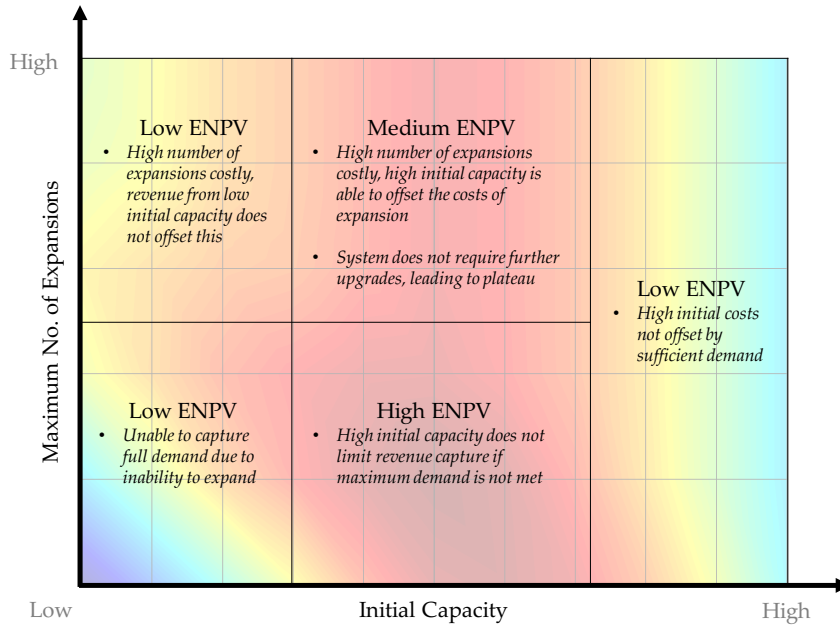 High
Low ENPV
• High number of
expansions costly,
revenue from low
initial capacity does
not offset this
Medium ENPV
• High number of expansions
costly, high initial capacity is
able to offset the costs of
expansion
• System does not require further
upgrades, leading to plateau
Low ENPV
• High initial costs
not offset by
sufficient demand
Maximum No. of Expansions
Low ENPV
• Unable to capture
full demand due to
inability to expand
High ENPV
• High initial capacity does not
limit revenue capture if
maximum demand is not met
Low
Initial Capacity
High